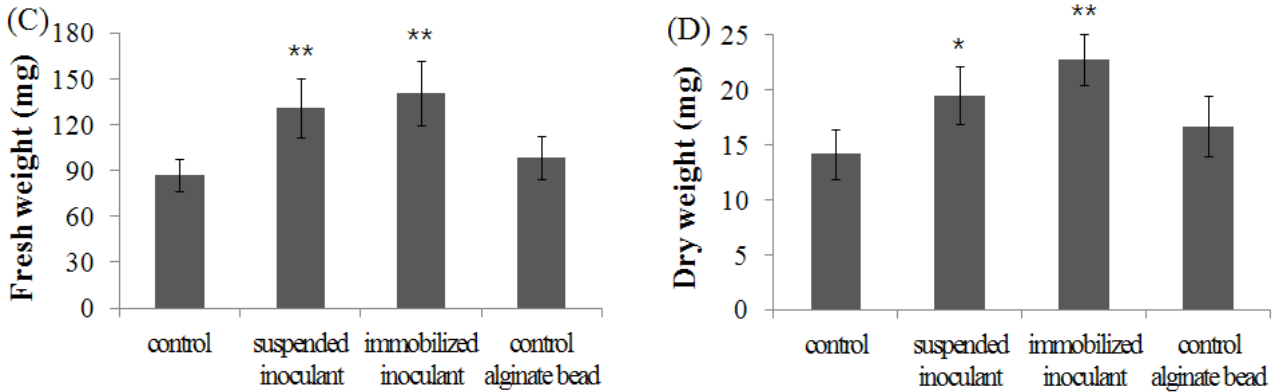 (C)
Fresh weight (mg)
180
150
120
90
60
30
0
**
**
control
suspended
inoculant
immobilized
inoculant
control
alginate bead
(D)
Dry weight (mg)
25
20
15
10
5
0
*
**
control
suspended
inoculant
immobilized
inoculant
control
alginate bead